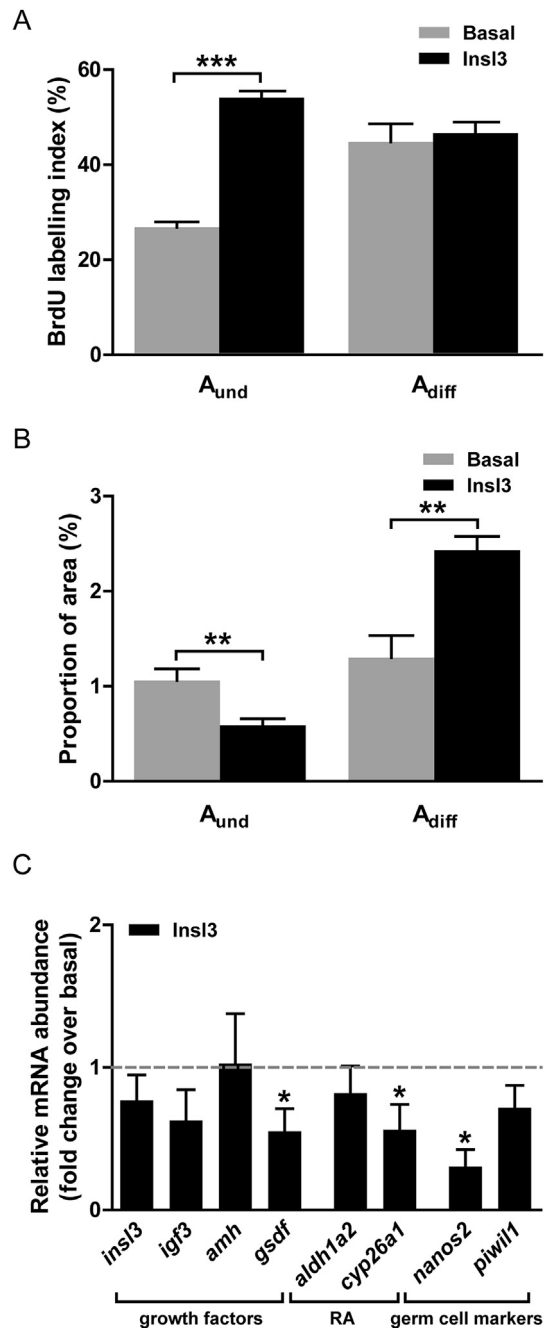 A
Basal
Insl3
***
60
40
20
0
BrdU labelling index (%)
Aund
Adiff
B
Basal
Insl3
3
2
1
0
**
**
Proportion of area (%)
Aund
Adiff
C
Insl3
2
1
0
Relative mRNA abundance
(fold change over basal)
* * *
insl3 igf3 amh gsdf aldh1a2 cyp26a1 nanos2 piwil1
growth factors RA germ cell markers